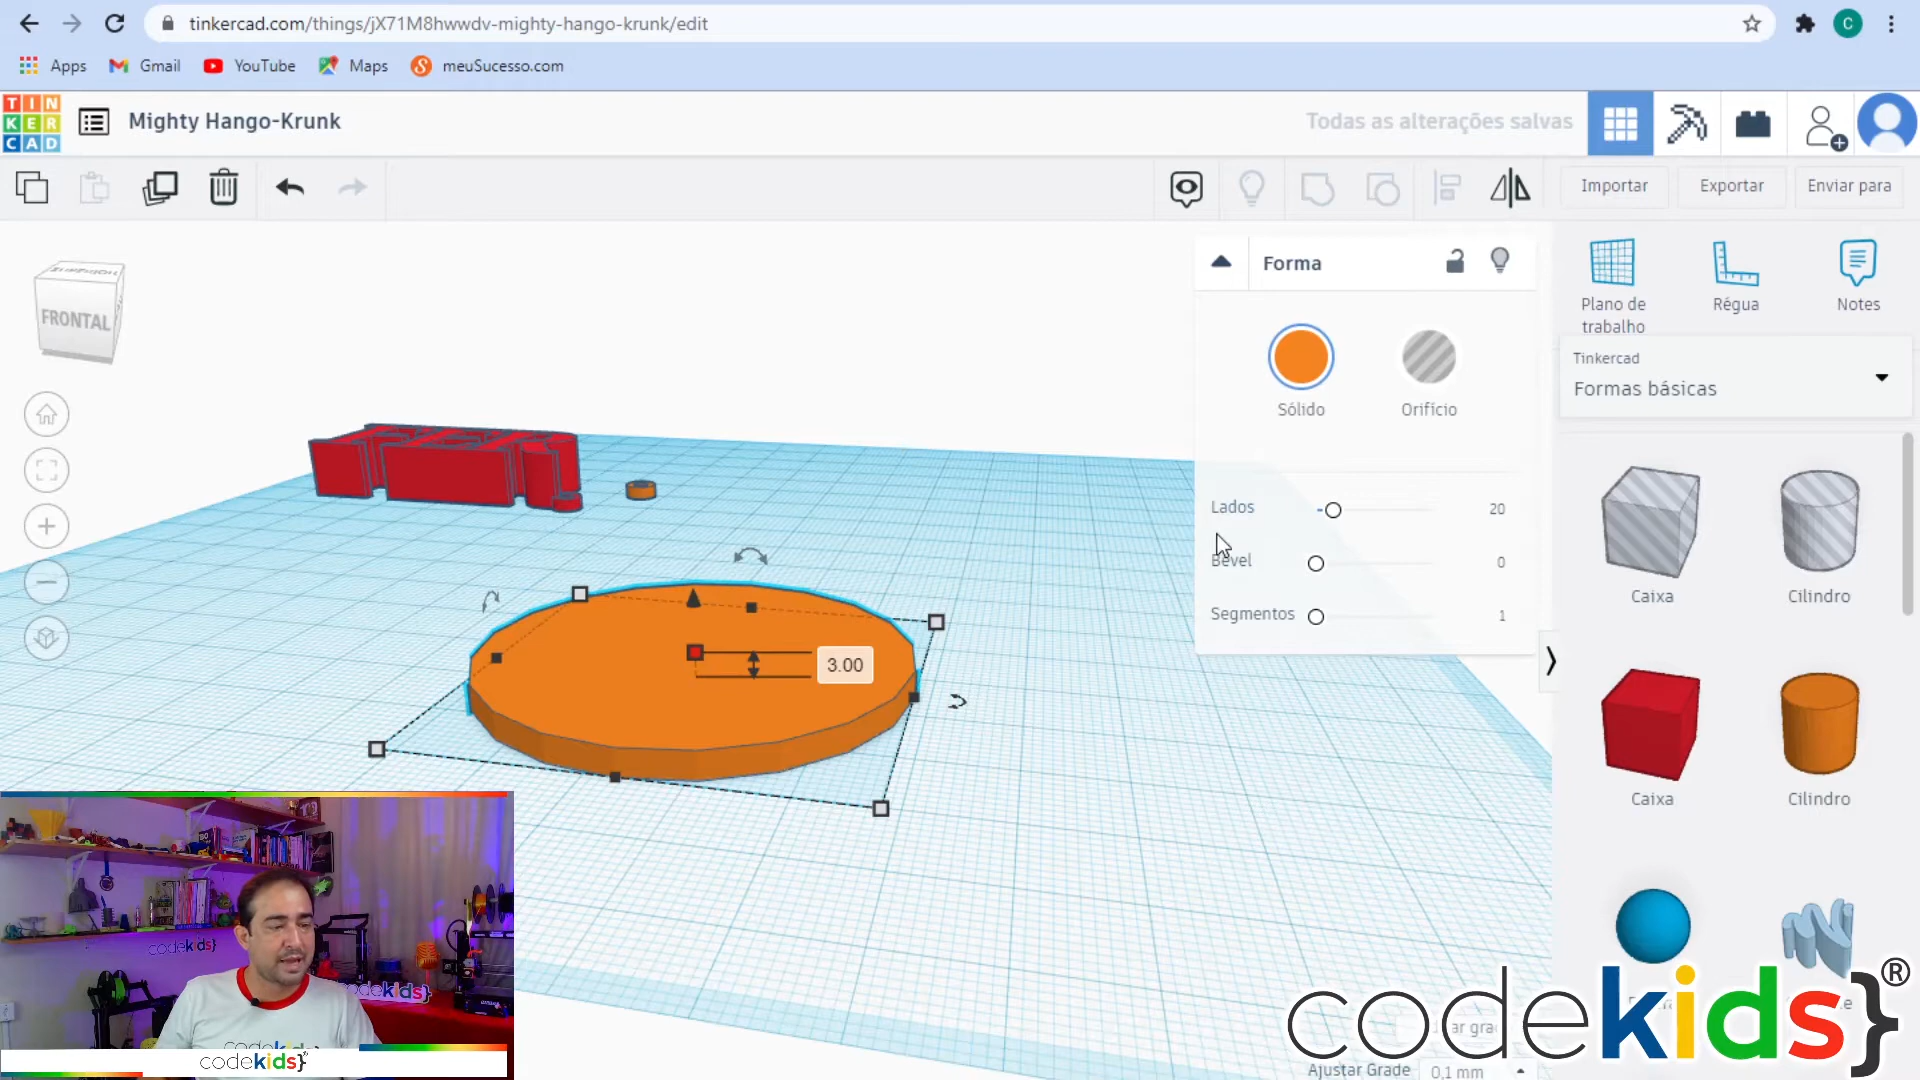 tinkercad.com/things/jX71M8hwwdv-mighty-hango-krunk/edit
C
Apps
Gmail
YouTube
Maps
meuSucesso.com
TIN
KER
CAD
Mighty Hango-Krunk
Todas as alterações salvas
Importar
Exportar
Enviar para
FRONTAL
Forma
Sólido
Orifício
Lados
20
Bevel
0
Segmentos
1
3.00
Plano de
trabalho
Régua
Notes
Tinkercad
Formas básicas
Caixa
Cilindro
Caixa
Cilindro
codekids}
codekids}
codekids}
codekids}®
Ajustar Grade
0,1 mm